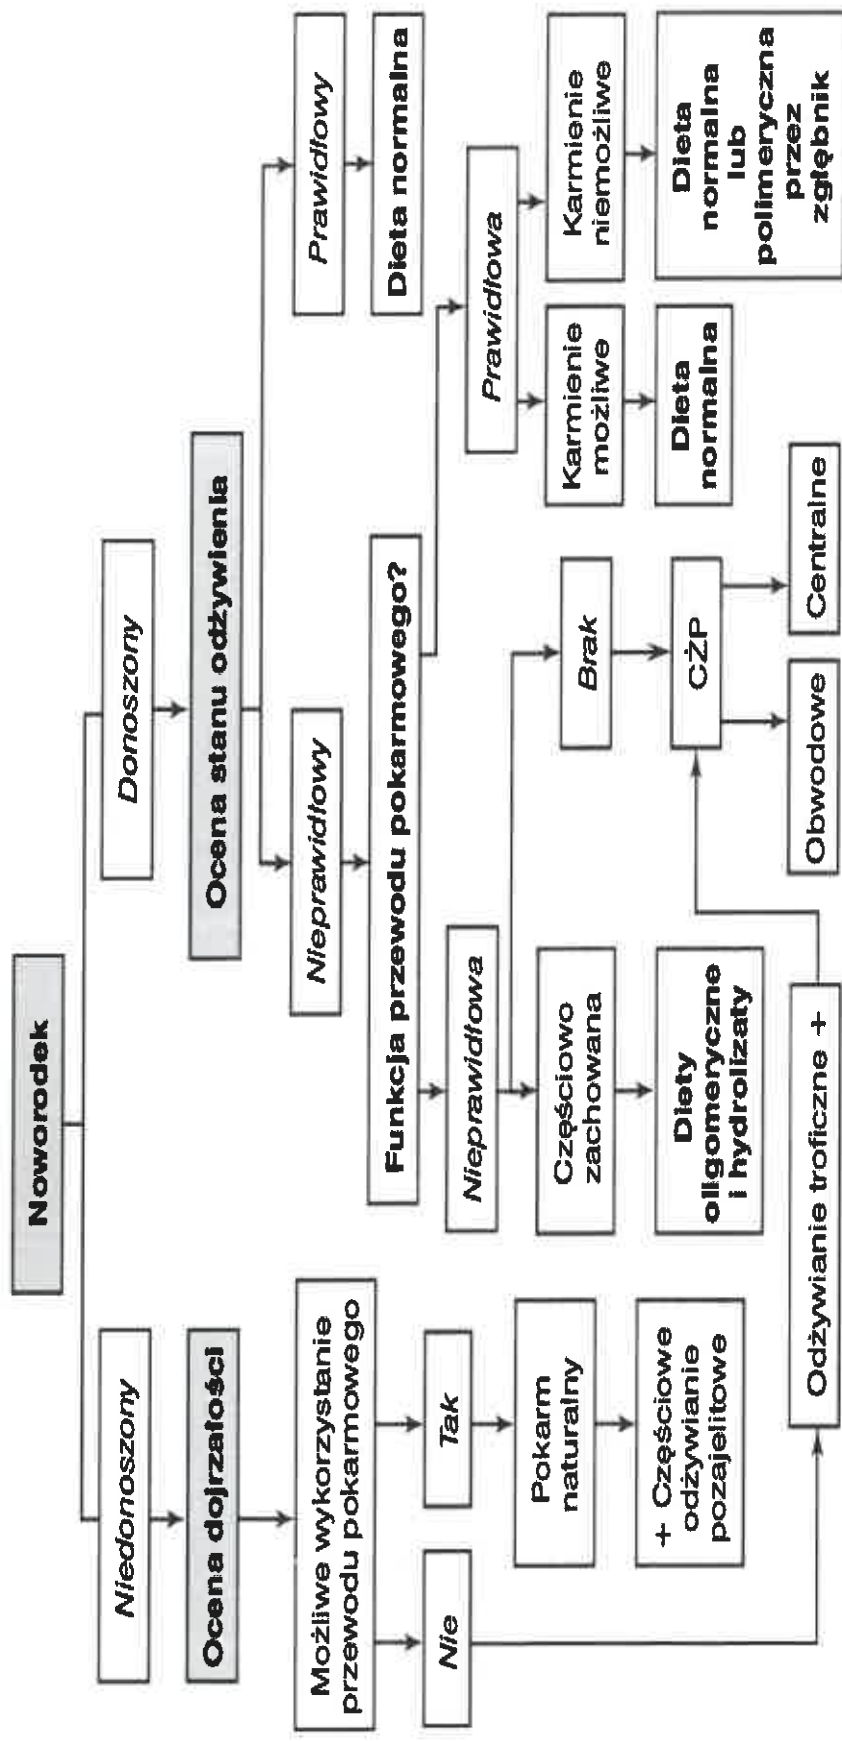 Noworodek
Niedonoszony
Donoszony
Ocena dojrzałości
Ocena stanu odżywienia
Możliwe wykorzystanie
przewodu pokarmowego
Nieprawidłowy
Prawidłowy
Dieta normalna
Funkcja przewodu pokarmowego?
Nie
Tak
Nieprawidłowa
Prawidłowa
Pokarm
naturalny
Częściowo
zachowana
Brak
Karmienie
możliwe
Karmienie
niemożliwe
+ Częściowe
odżywianie
pozajelitowe
Diety
oligomeryczne
i hydrolizaty
CŻP
Dieta
normalna
Dieta
normalna
lub
polimeryczna
przez
zgłębnik
Odżywianie troficzne +
Obwodowe
Centralne